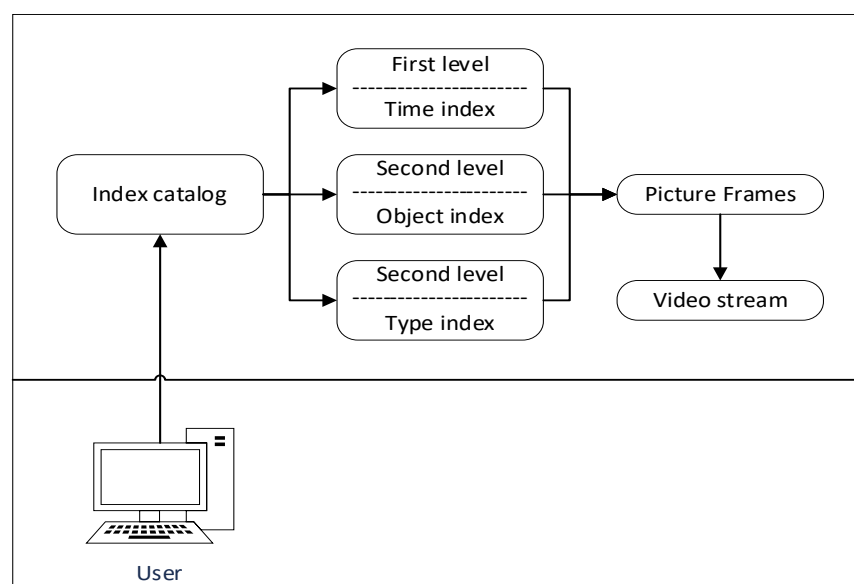 First level
Time index
Index catalog
Second level
Object index
Second level
Type index
Picture Frames
Video stream
User